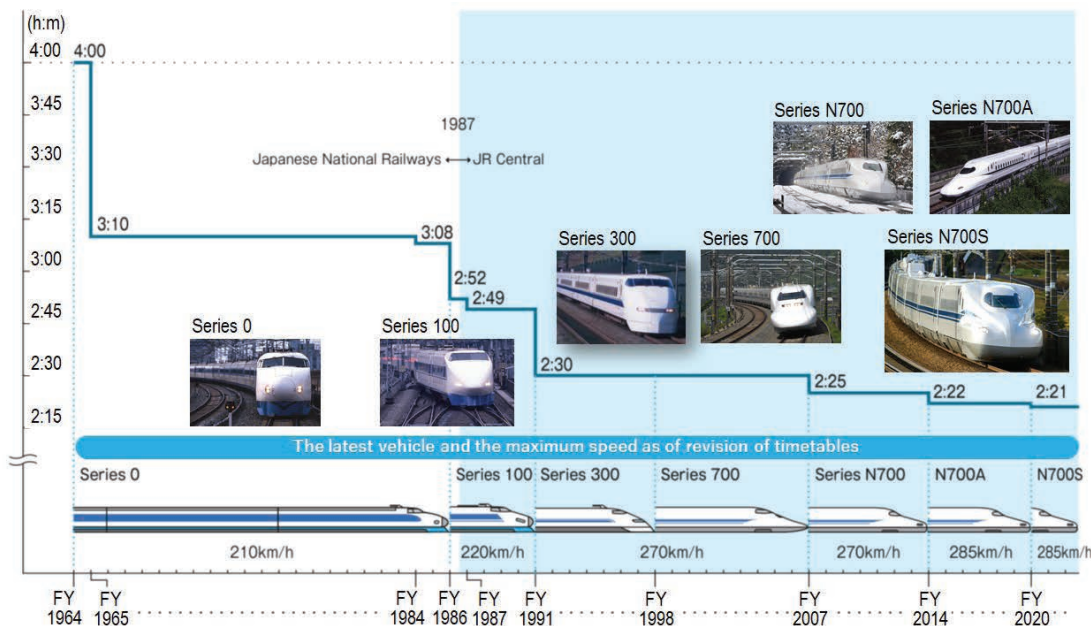 (h:m)
4:00
3:45
3:30
3:15
3:00
2:45
2:30
2:15
4:00
3:10
3:08
2:52
2:49
2:30
2:25
2:22
2:21
1987
Japanese National Railways ↔ JR Central
Series 0
Series 100
Series 300
Series 700
Series N700
Series N700A
Series N700S
The latest vehicle and the maximum speed as of revision of timetables
Series 0 Series 100 Series 300 Series 700 Series N700 N700A N700S
210km/h 220km/h 270km/h 270km/h 285km/h 285km/h
FY FY FY FY FY FY FY FY FY FY
1964 1965 1984 1986 1987 1991 1998 2007 2014 2020